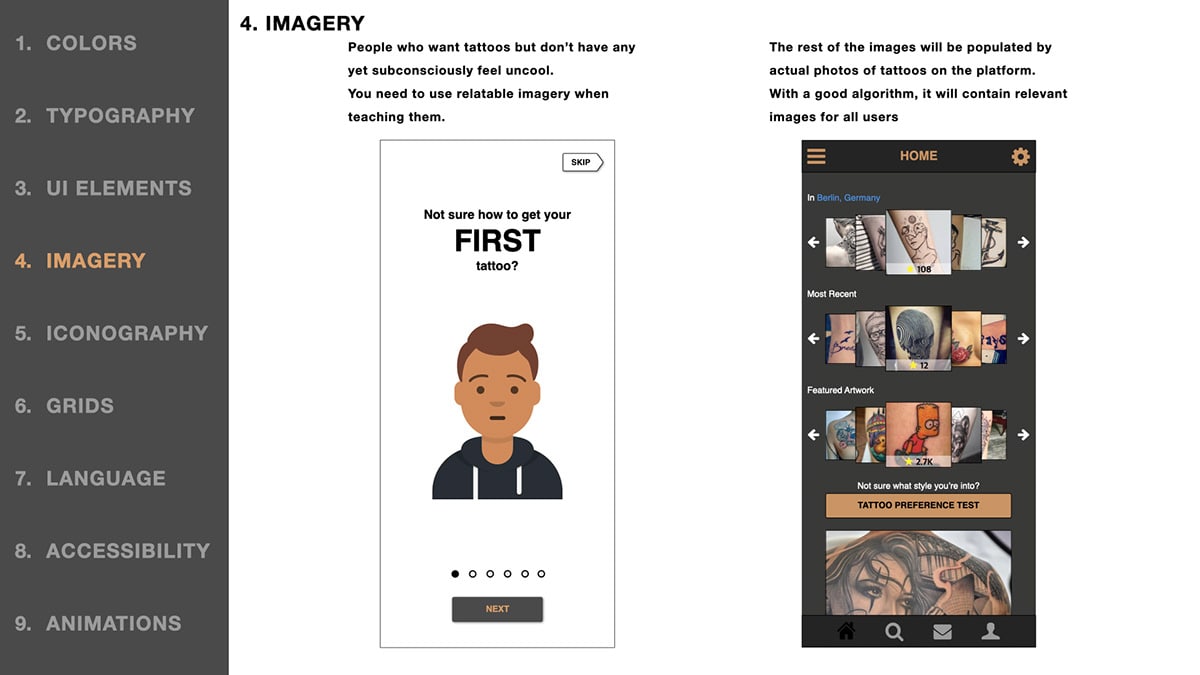 1. COLORS
2. TYPOGRAPHY
3. UI ELEMENTS
4. IMAGERY
5. ICONOGRAPHY
6. GRIDS
7. LANGUAGE
8. ACCESSIBILITY
9. ANIMATIONS
4. IMAGERY
People who want tattoos but don’t have any
yet subconsciously feel uncool.
You need to use relatable imagery when
teaching them.
SKIP
Not sure how to get your
FIRST
tattoo?
NEXT
The rest of the images will be populated by
actual photos of tattoos on the platform.
With a good algorithm, it will contain relevant
images for all users
HOME
In Berlin, Germany
108
Most Recent
12
Featured Artwork
2.7K
Not sure what style you’re into?
TATTOO PREFERENCE TEST